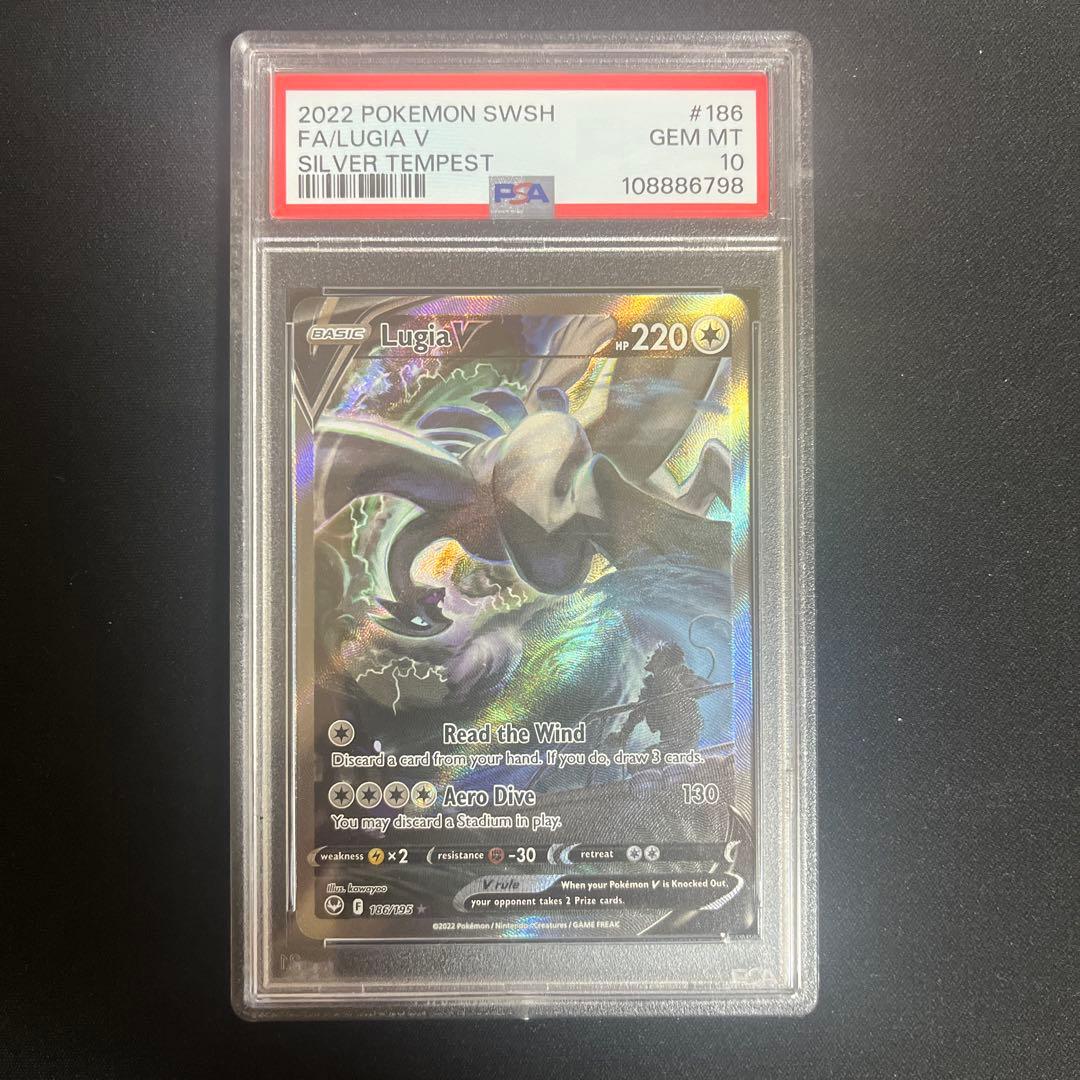 2022 POKEMON SWSH #186
FA/LUGIA V GEM MT
SILVER TEMPEST 10
PSA 108886798
BASIC Lugia V HP 220
Read the Wind
Discard a card from your hand. If you do, draw 3 cards.
Aero Dive 130
You may discard a Stadium in play.
weakness ×2 resistance -30 retreat
V rule When your Pokémon V is Knocked Out,
your opponent takes 2 Prize cards.
Illus. kawayoo
F 186/195 ★
©2022 Pokémon / Nintendo / Creatures / GAME FREAK